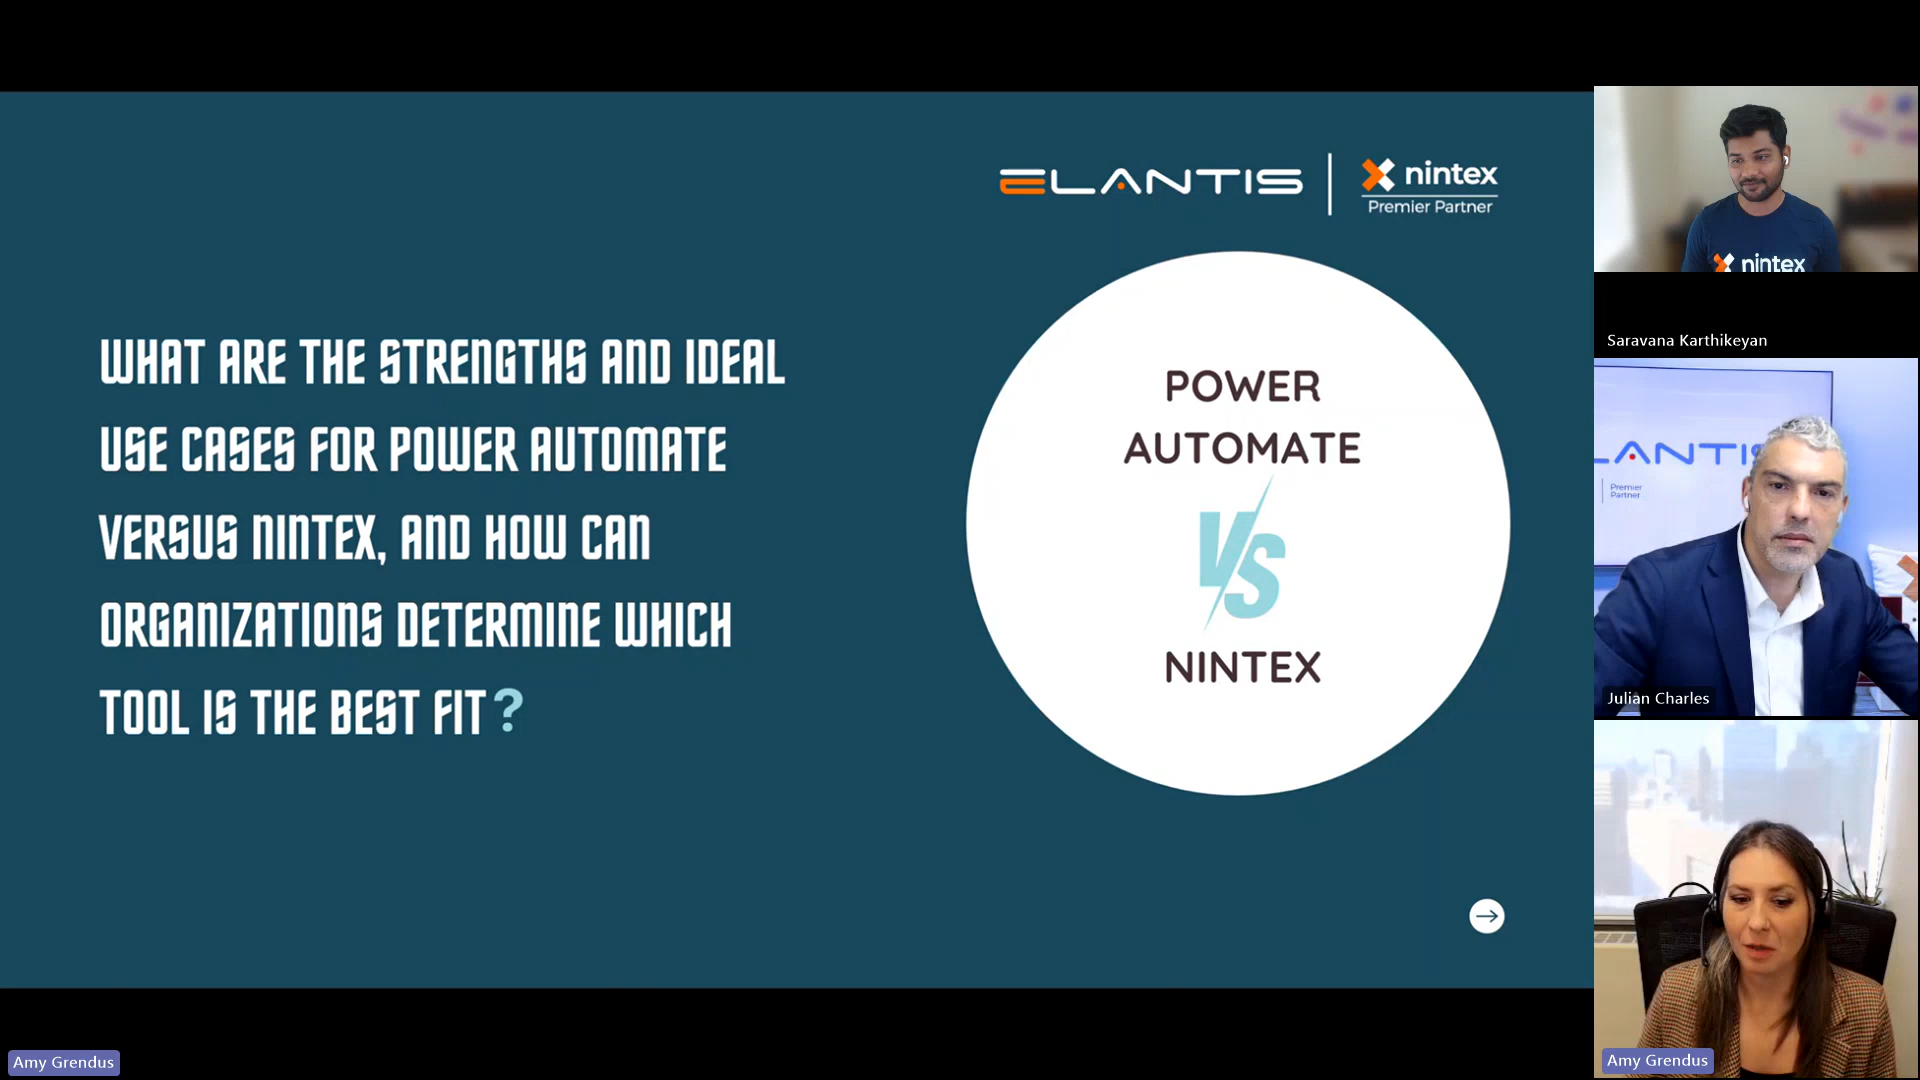 ELANTIS
nintex
Premier Partner
WHAT ARE THE STRENGTHS AND IDEAL
USE CASES FOR POWER AUTOMATE
VERSUS NINTEX, AND HOW CAN
ORGANIZATIONS DETERMINE WHICH
TOOL IS THE BEST FIT?
POWER
AUTOMATE
VS
NINTEX
Amy Grendus
nintex
Saravana Karthikeyan
LANTIS
Premier
Partner
Julian Charles
Amy Grendus